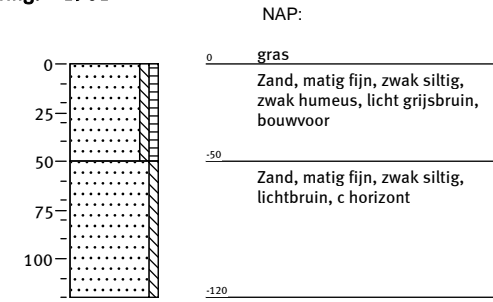 NAP:
0 gras
0
Zand, matig fijn, zwak siltig,
zwak humeus, licht grijsbruin,
bouwvoor
25
50
-50
Zand, matig fijn, zwak siltig,
lichtbruin, c horizont
75
100
-120